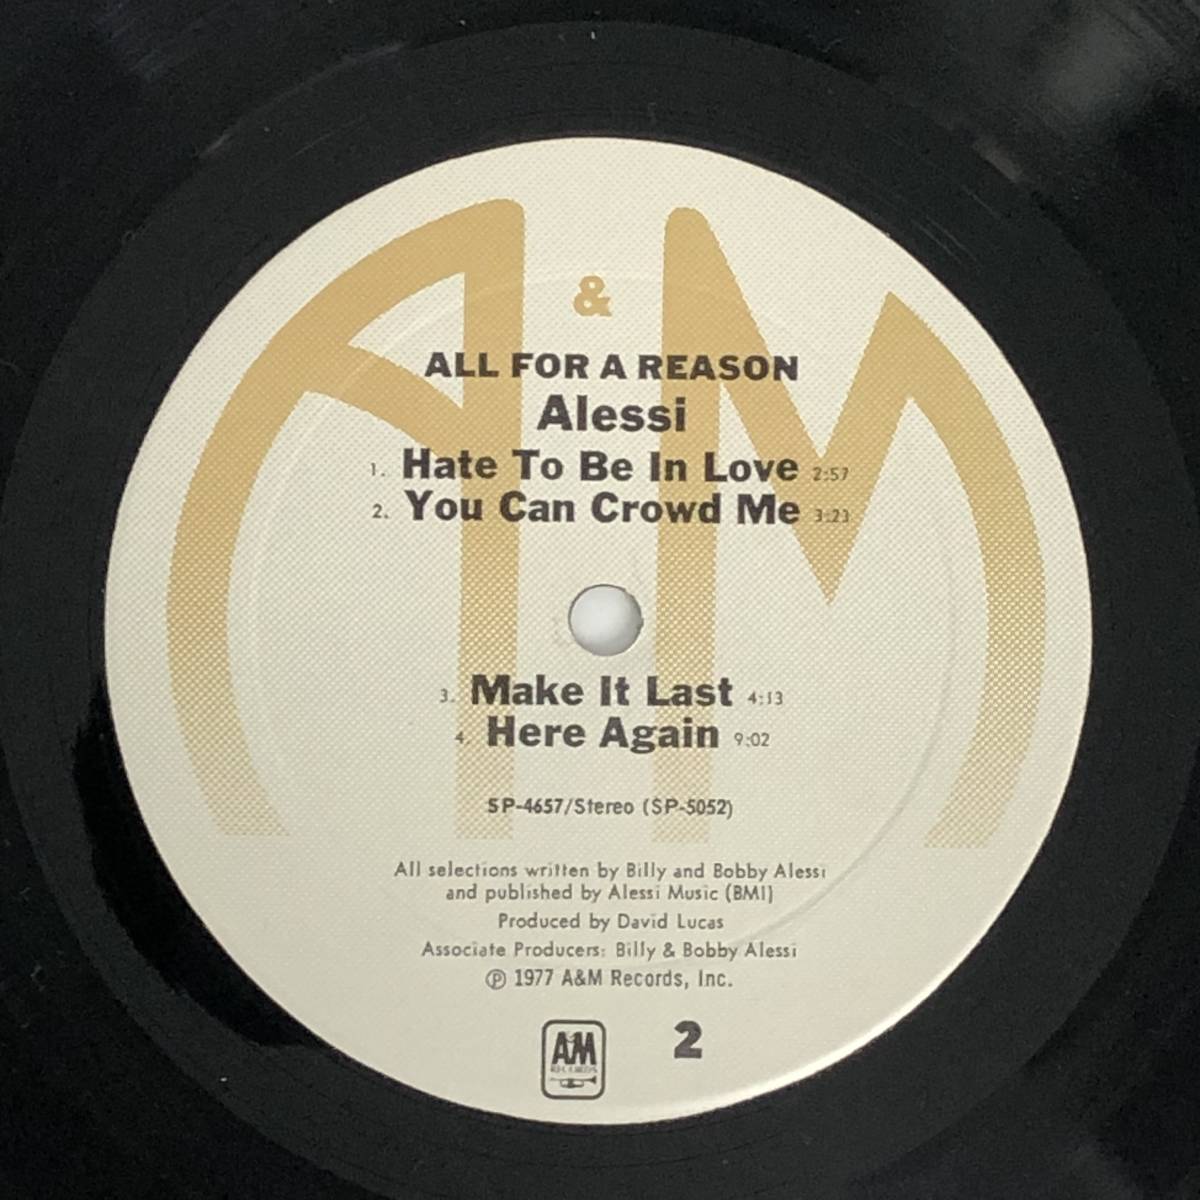 A & M
ALL FOR A REASON
Alessi
1. Hate To Be In Love 2:57
2. You Can Crowd Me 3:23
3. Make It Last 4:13
4. Here Again 9:02
SP-4657/Stereo (SP-5052)
All selections written by Billy and Bobby Alessi
and published by Alessi Music (BMI)
Produced by David Lucas
Associate Producers: Billy & Bobby Alessi
℗ 1977 A&M Records, Inc.
A&M
RECORDS
2